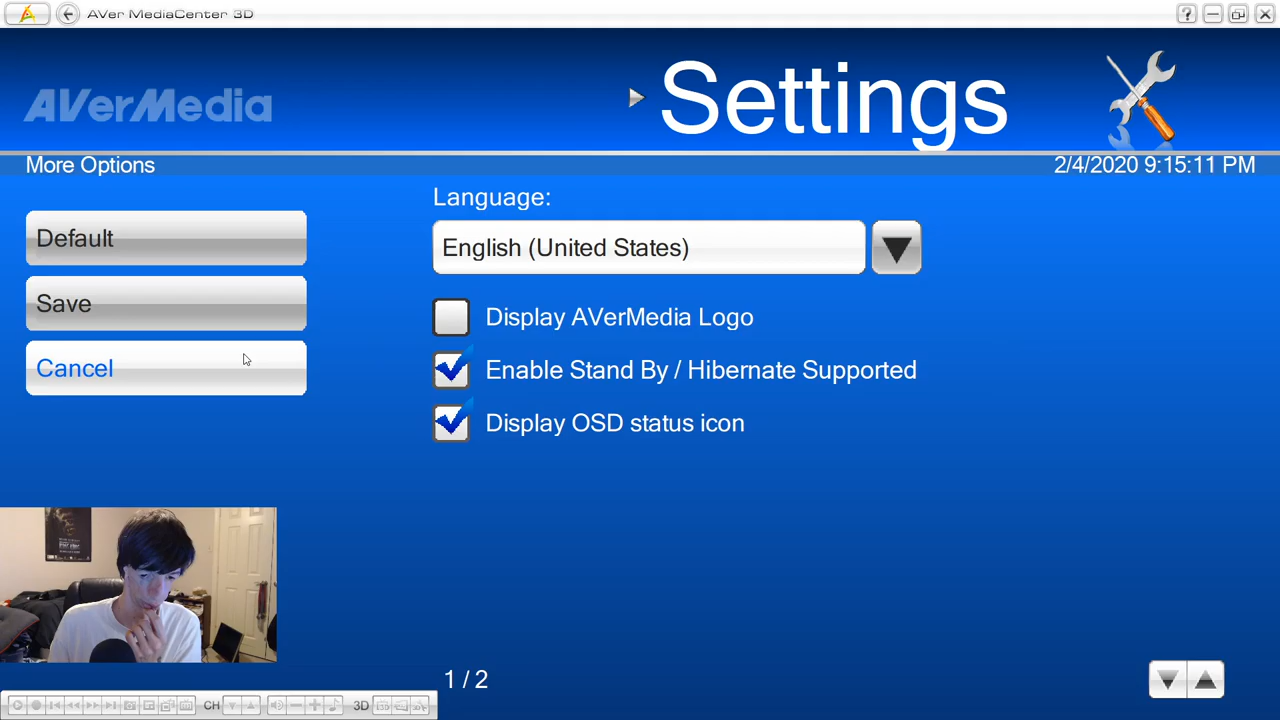 AVer MediaCenter 3D
Settings
AVerMedia
More Options
2/4/2020 9:15:11 PM
Language:
Default
English (United States)
Save
Display AVerMedia Logo
Cancel
Enable Stand By / Hibernate Supported
Display OSD status icon
1 / 2
CH
3D